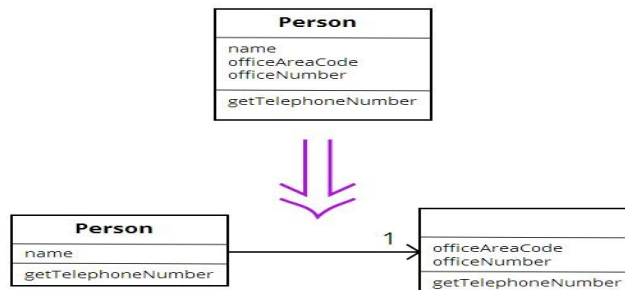 Person
name
officeAreaCode
officeNumber
getTelephoneNumber
Person
name
getTelephoneNumber
1
officeAreaCode
officeNumber
getTelephoneNumber